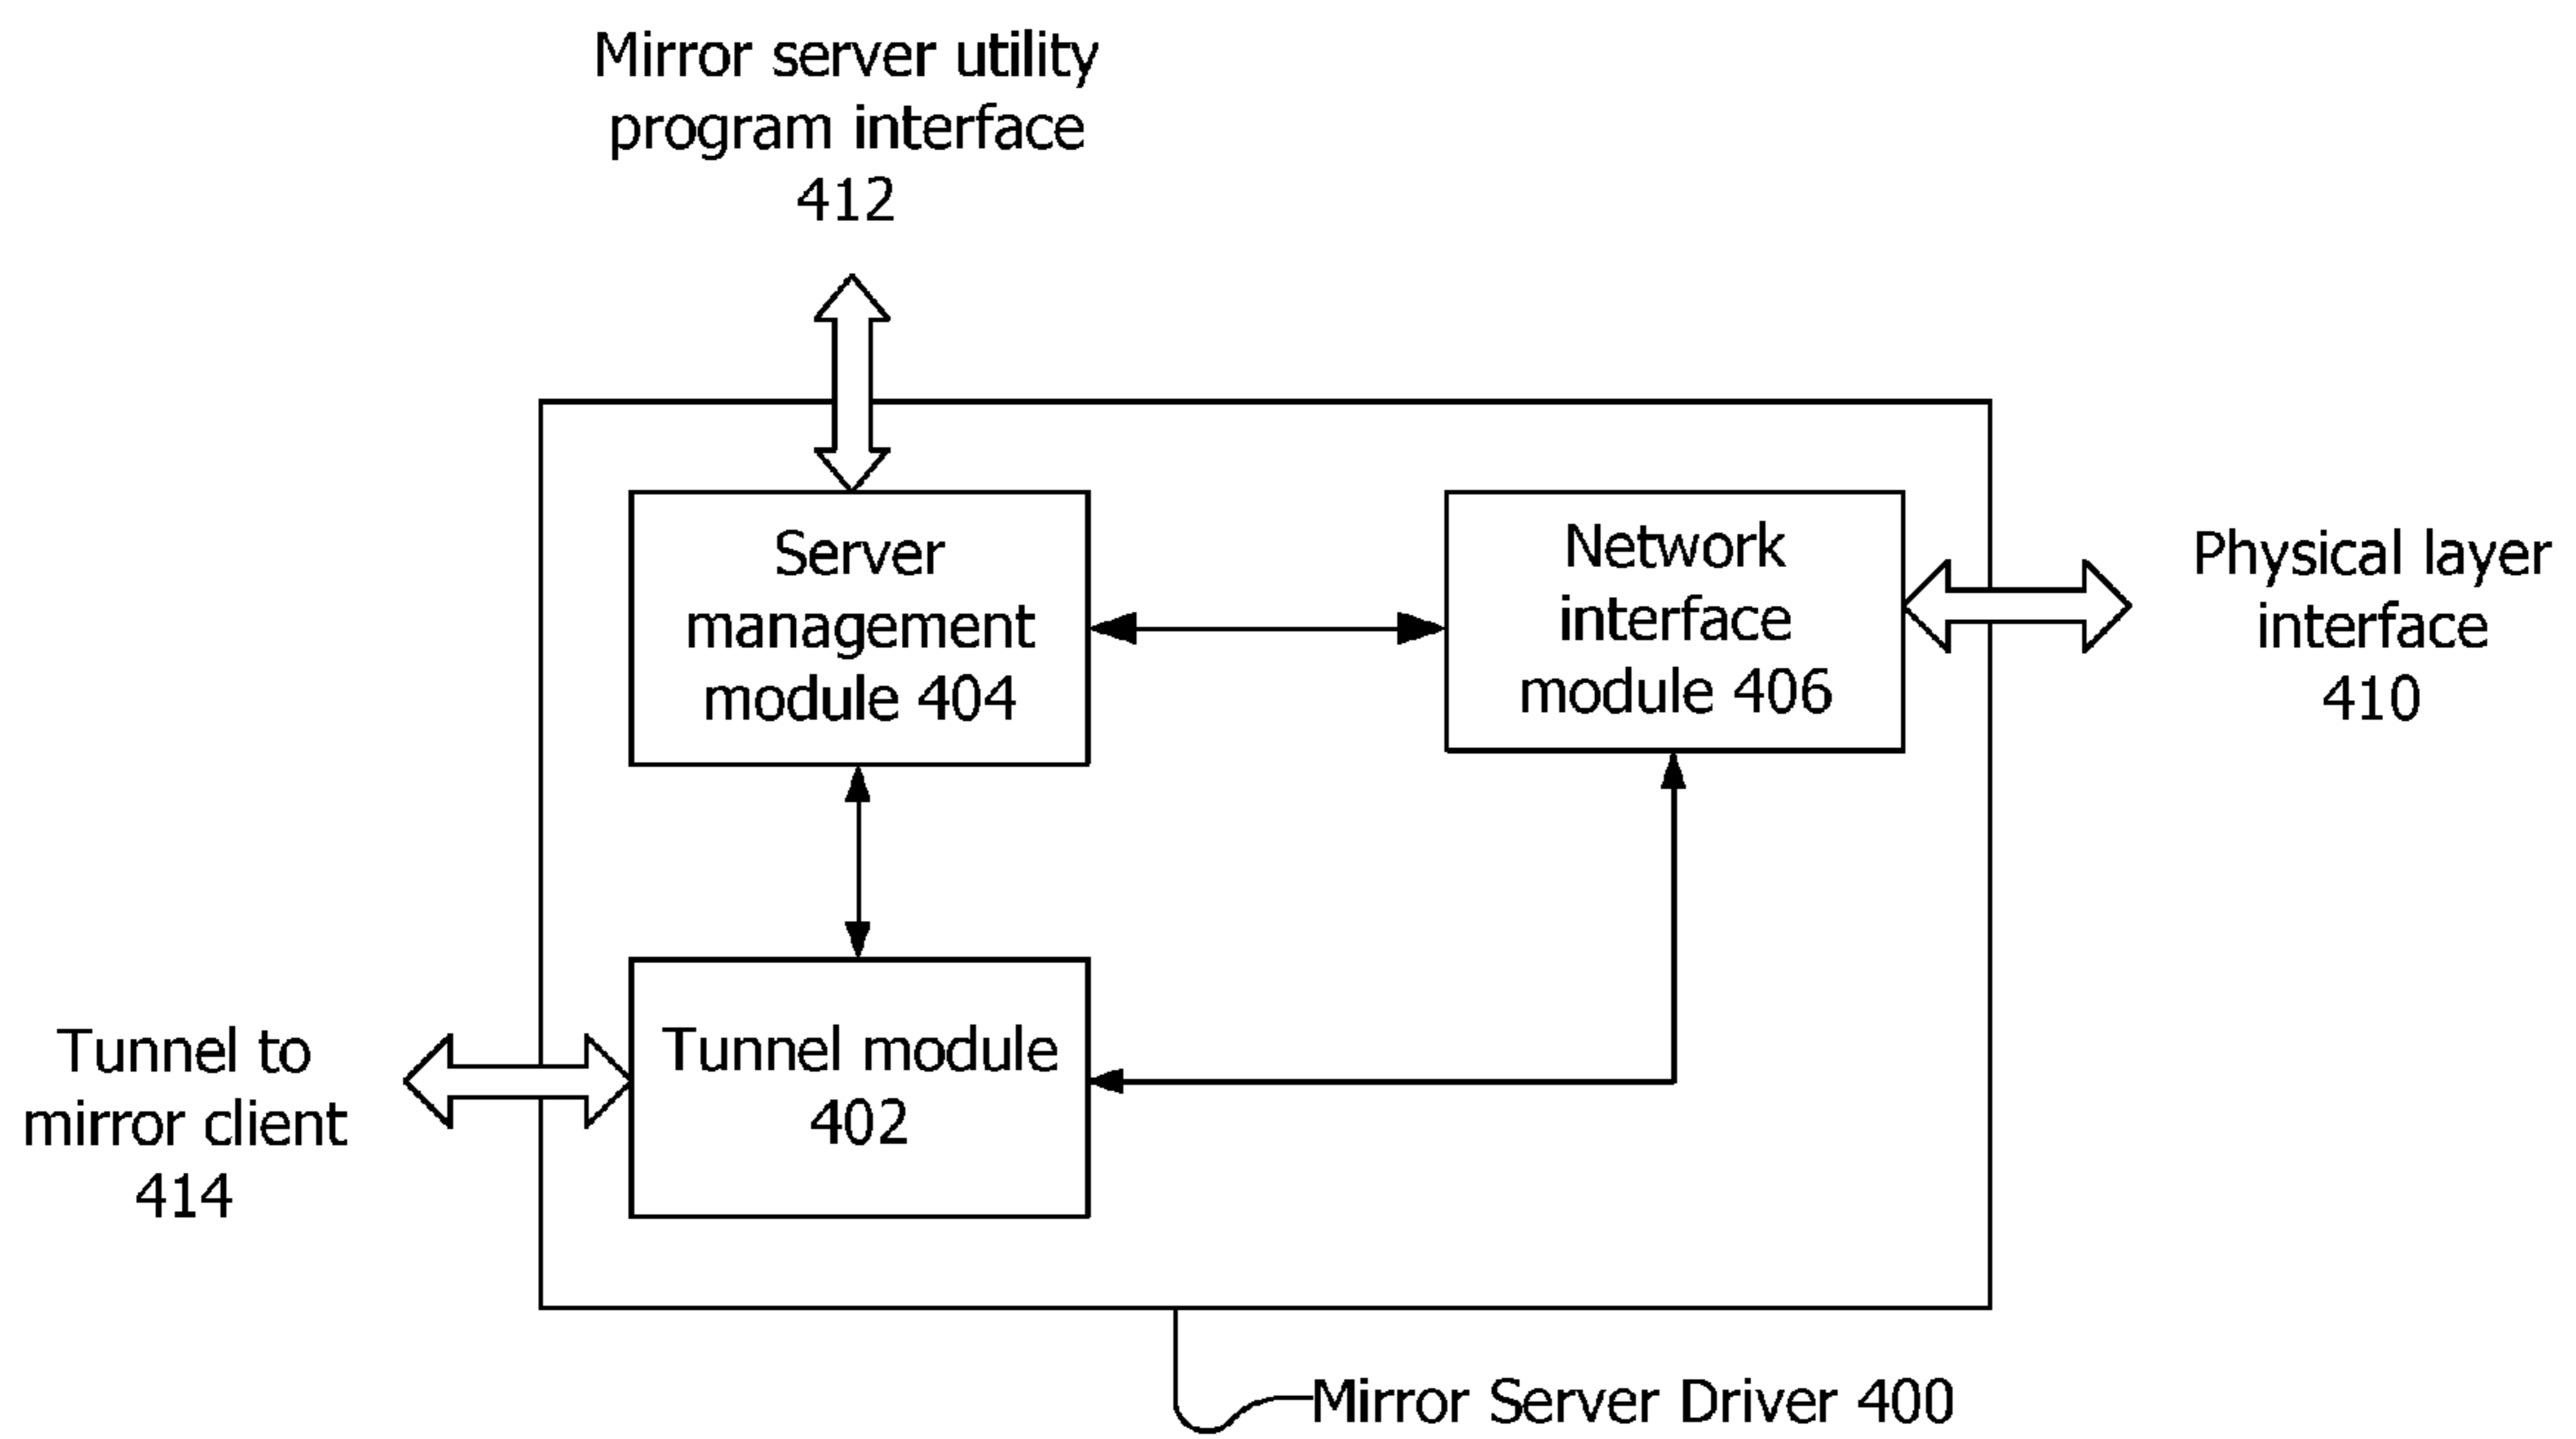 Mirror server utility
program interface
412
Server
management
module 404
Network
interface
module 406
Physical layer
interface
410
Tunnel to
mirror client
414
Tunnel module
402
Mirror Server Driver 400